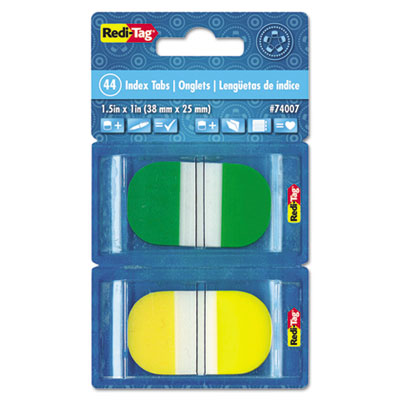 Redi-Tag®
44 Index Tabs | Onglets | Lengüetas de índice
1.5in x 1in (38 mm x 25 mm) #74007
Redi-Tag
Redi-Tag